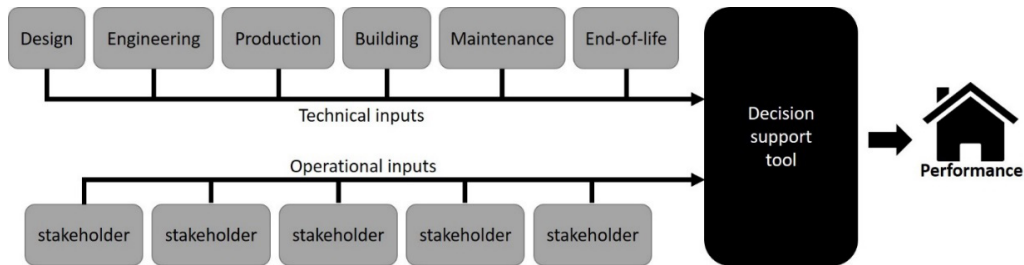 Design
Engineering
Production
Building
Maintenance
End-of-life
Technical inputs
Operational inputs
stakeholder
stakeholder
stakeholder
stakeholder
stakeholder
Decision
support
tool
Performance